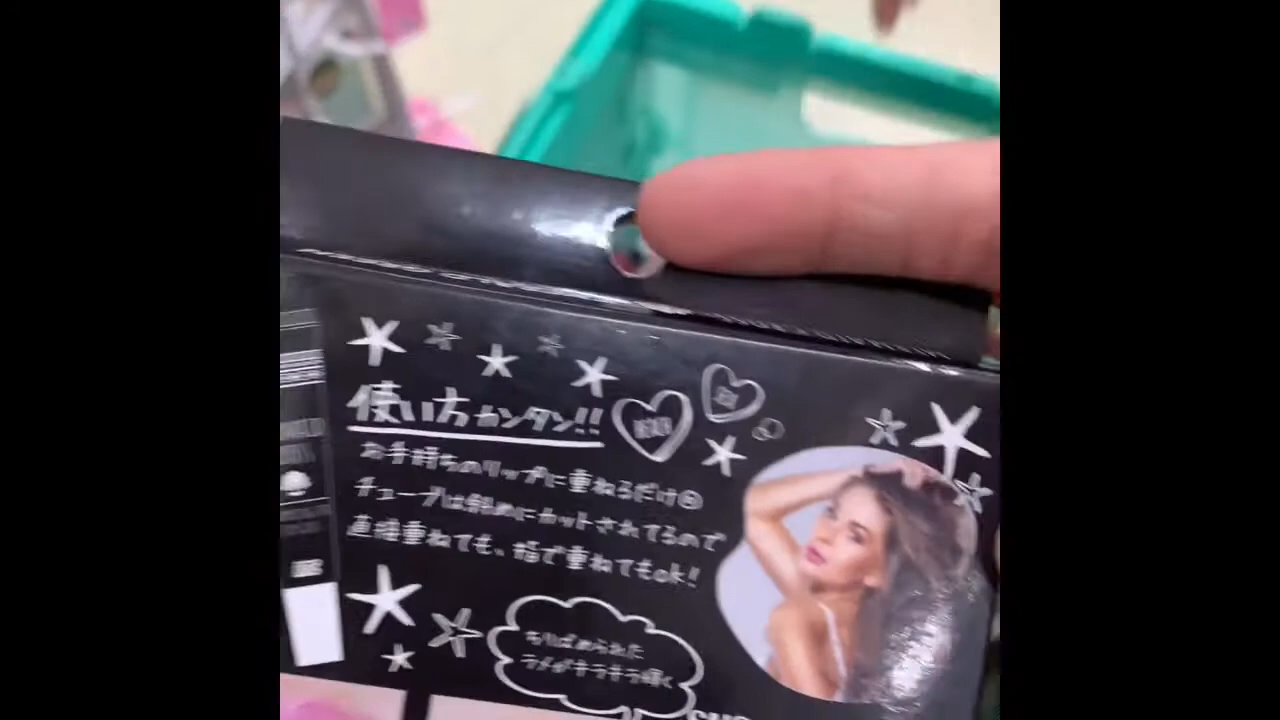 使い方カンタン!!
お手持ちのリップに重ねるだけ
チューブは斜めにカットされてるので
直接重ねても、指で重ねてもok!
ちりばめられた
ラメがキラキラ輝く